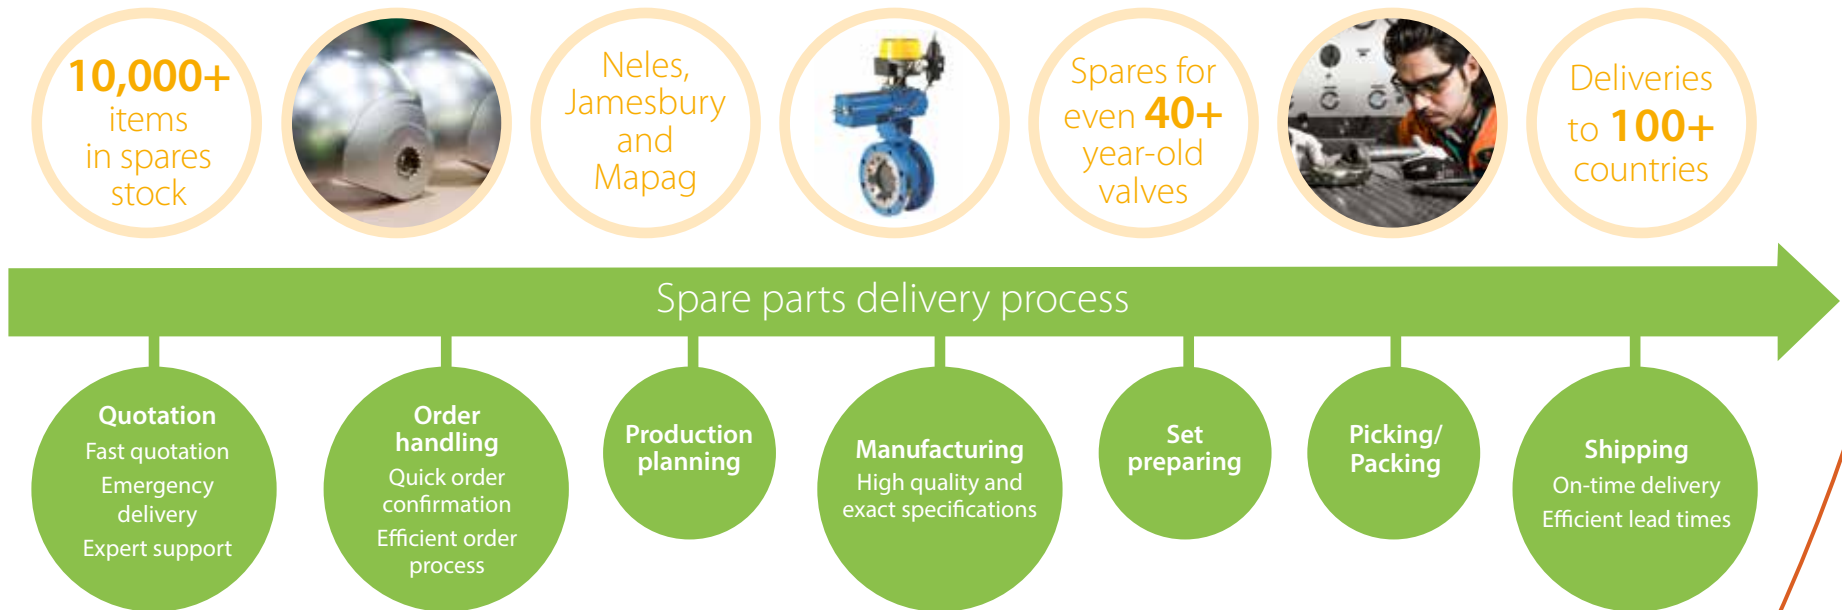 10,000+
items
in spares
stock
Neles,
Jamesbury
and
Mapag
Spares for
even 40+
year-old
valves
Deliveries
to 100+
countries
Spare parts delivery process
Quotation
Fast quotation
Emergency
delivery
Expert support
Order
handling
Quick order
confirmation
Efficient order
process
Production
planning
Manufacturing
High quality and
exact specifications
Set
preparing
Picking/
Packing
Shipping
On-time delivery
Efficient lead times